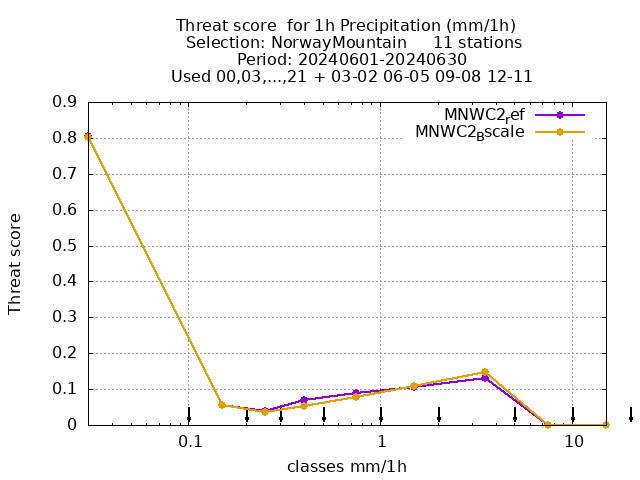 Threat score  for 1h Precipitation (mm/1h)
Selection: NorwayMountain     11 stations
Period: 20240601-20240630
Used 00,03,...,21 + 03-02 06-05 09-08 12-11
MNWC2_ref
MNWC2_Bscale
0.9
0.8
0.7
0.6
0.5
0.4
0.3
0.2
0.1
0
Threat score
0.1 1 10
classes mm/1h